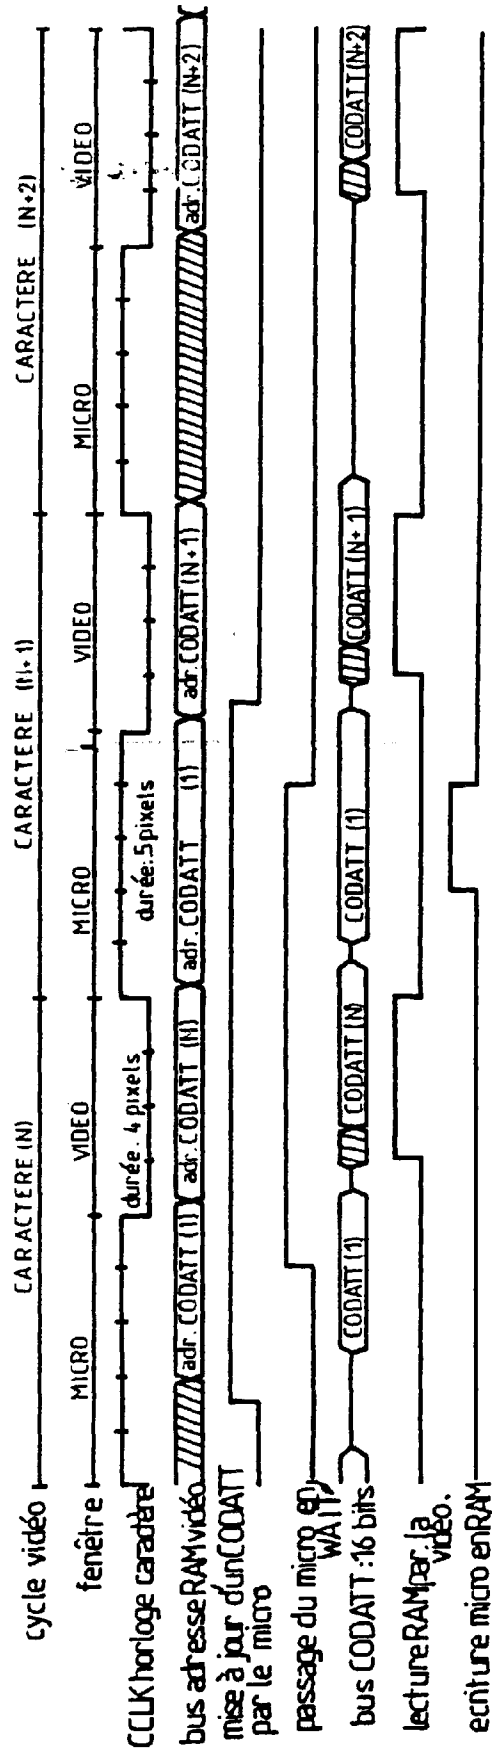 cycle vidéo
CARACTERE (N)
CARACTERE (N+1)
CARACTERE (N+2)
fenêtre
MICRO
VIDEO
MICRO
VIDEO
MICRO
VIDEO
CCLK horloge caractère
durée. 4 pixels
durée: 5 pixels
bus adresse RAM vidéo
adr. CODATT (1)
adr. CODATT (N)
adr. CODATT (1)
adr. CODATT (N+1)
adr. CODATT (N+2)
mise à jour d'un CODATT
par le micro
passage du micro en
WAIT
bus CODATT : 16 bits
CODATT (1)
CODATT (N)
CODATT (1)
CODATT (N+1)
CODATT (N+2)
lecture RAM par. la
vidéo.
ecriture micro en RAM